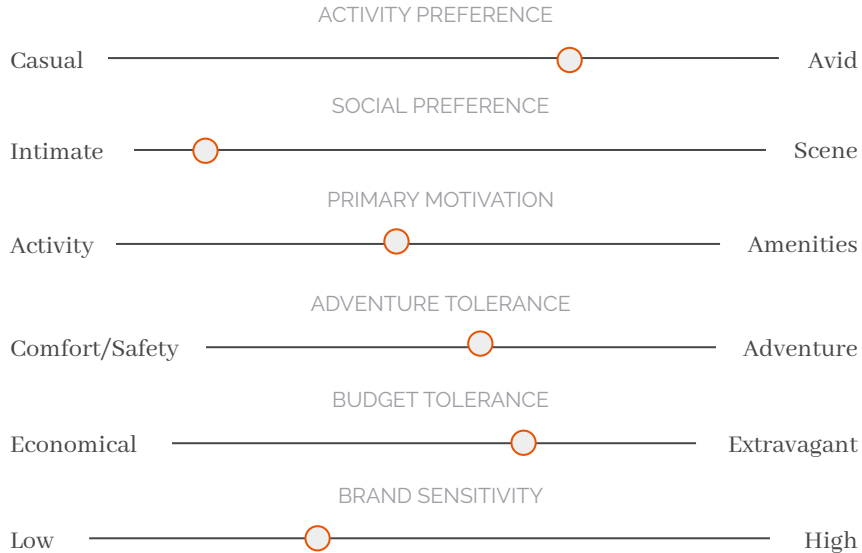 ACTIVITY PREFERENCE
Casual Avid
SOCIAL PREFERENCE
Intimate Scene
PRIMARY MOTIVATION
Activity Amenities
ADVENTURE TOLERANCE
Comfort/Safety Adventure
BUDGET TOLERANCE
Economical Extravagant
BRAND SENSITIVITY
Low High